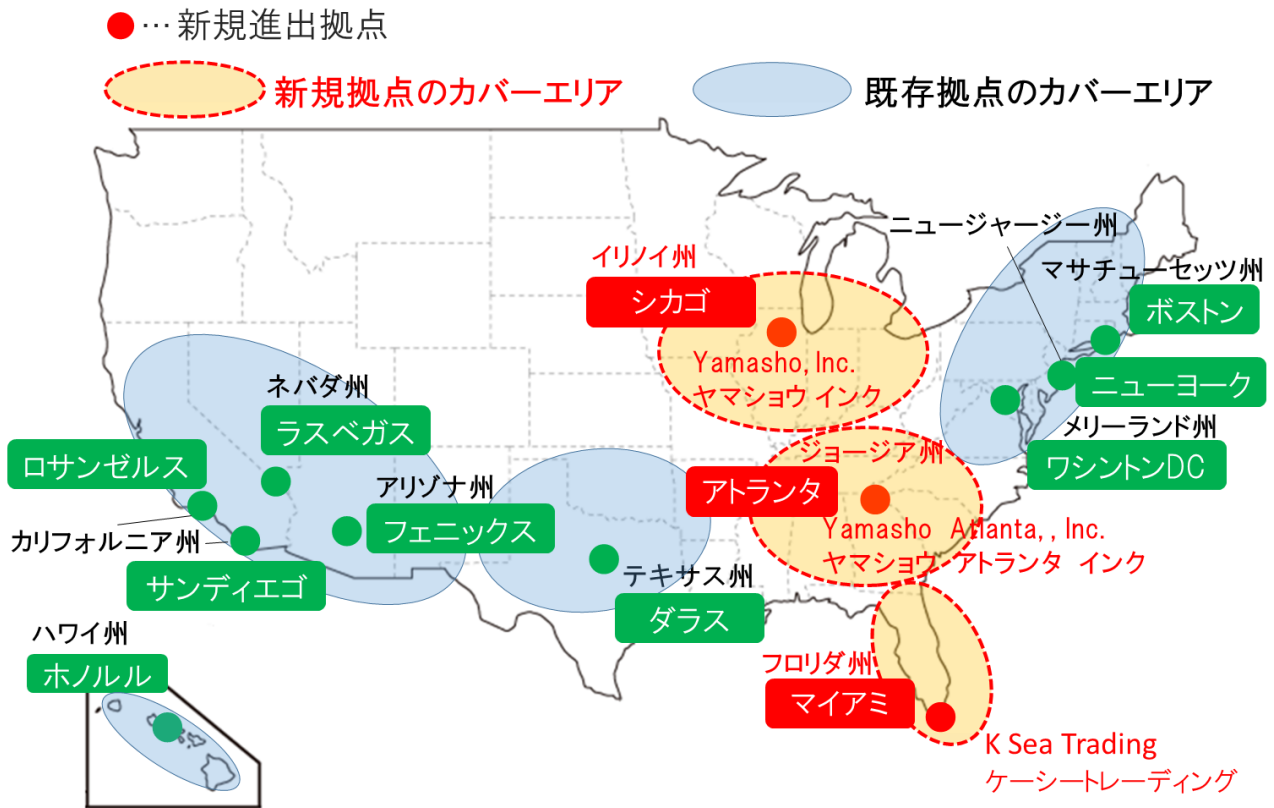 ●…新規進出拠点
新規拠点のカバーエリア
既存拠点のカバーエリア
ニュージャージー州
イリノイ州
シカゴ
マサチューセッツ州
ボストン
Yamasho, Inc.
ヤマショウ インク
ネバダ州
ラスベガス
ニューヨーク
メリーランド州
ワシントンDC
ロサンゼルス
カリフォルニア州
アリゾナ州
フェニックス
サンディエゴ
ジョージア州
アトランタ
Yamasho Atlanta,, Inc.
ヤマショウ アトランタ インク
テキサス州
ダラス
ハワイ州
ホノルル
フロリダ州
マイアミ
K Sea Trading
ケーシートレーディング